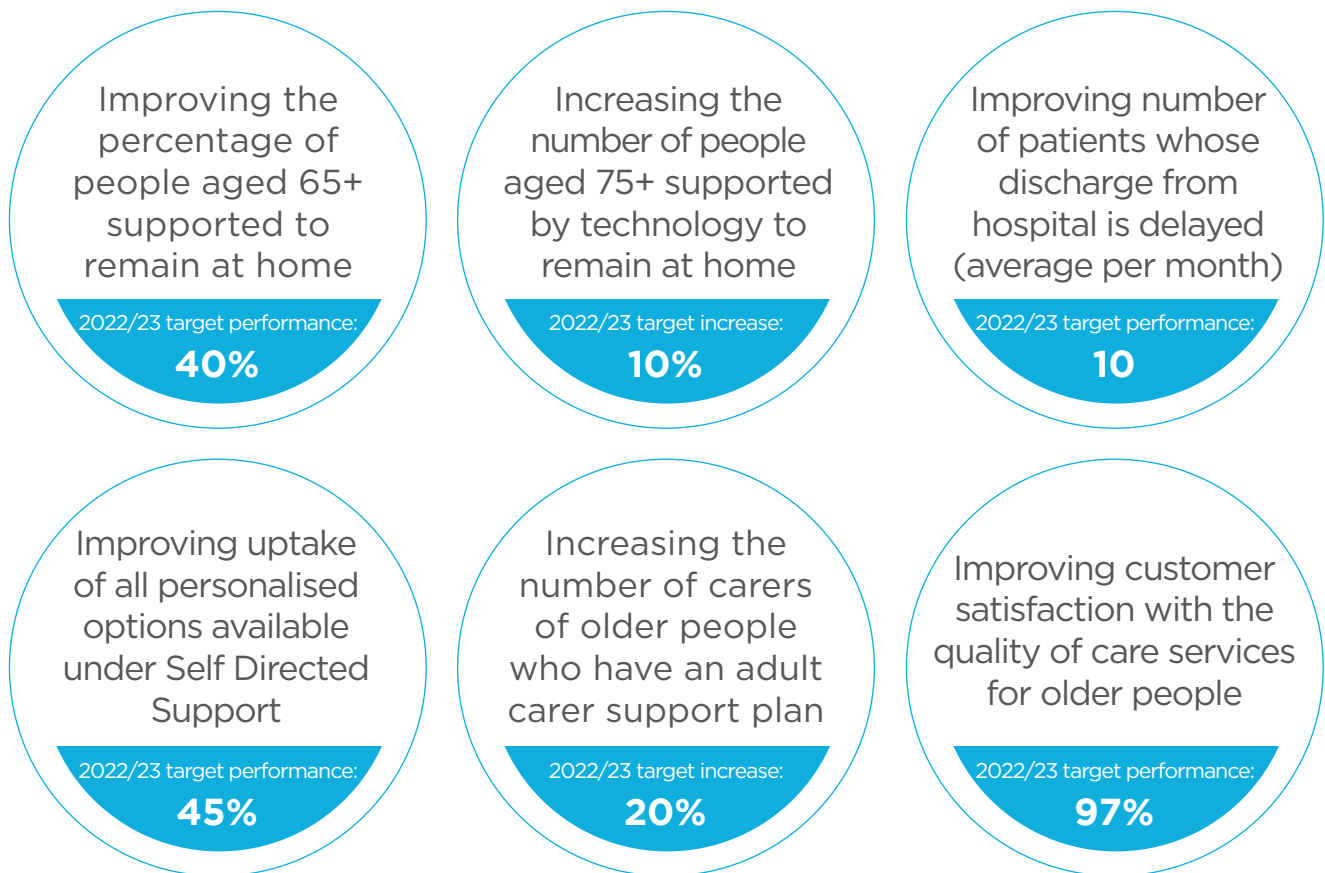 Improving the
percentage of
people aged 65+
supported to
remain at home
2022/23 target performance:
40%
Increasing the
number of people
aged 75+ supported
by technology to
remain at home
2022/23 target increase:
10%
Improving number
of patients whose
discharge from
hospital is delayed
(average per month)
2022/23 target performance:
10
Improving uptake
of all personalised
options available
under Self Directed
Support
2022/23 target performance:
45%
Increasing the
number of carers
of older people
who have an adult
carer support plan
2022/23 target increase:
20%
Improving customer
satisfaction with the
quality of care services
for older people
2022/23 target performance:
97%